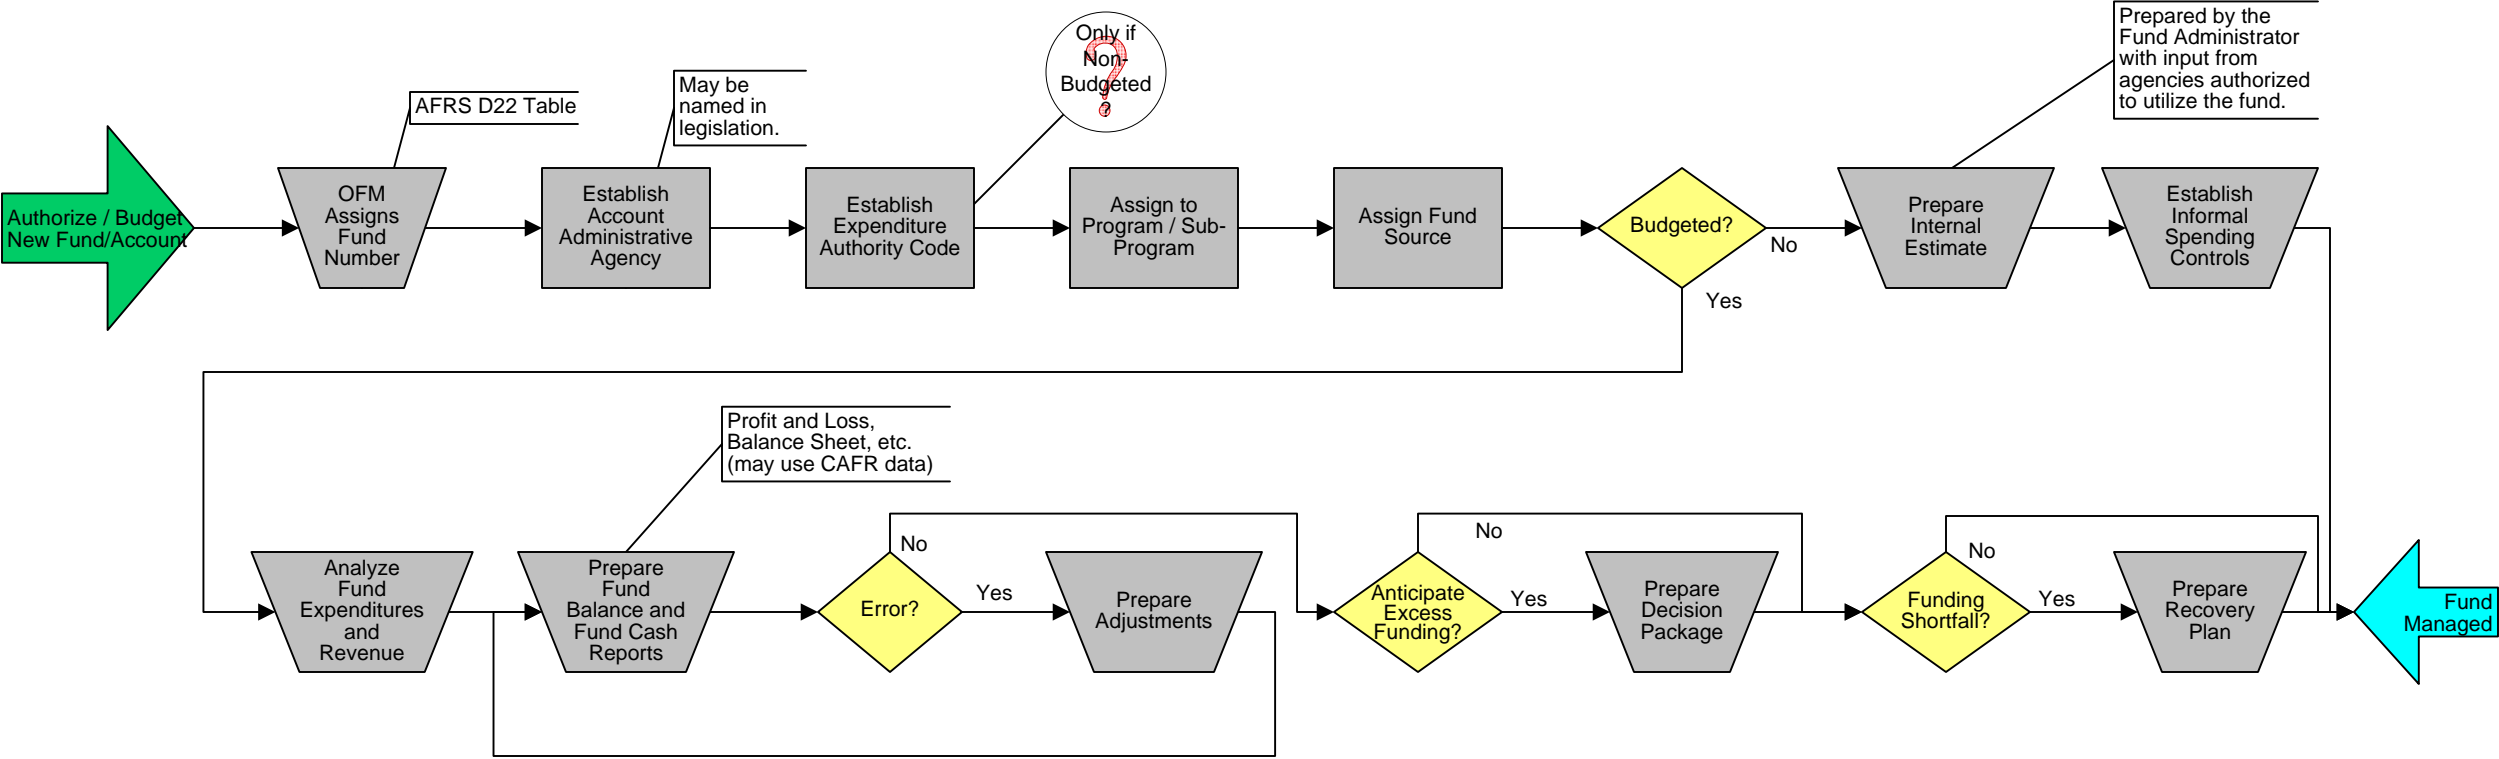 Only if
Non-
Budgeted
?
Prepared by the
Fund Administrator
with input from
agencies authorized
to utilize the fund.
May be
named in
legislation.
AFRS D22 Table
Authorize / Budget
New Fund/Account
OFM
Assigns
Fund
Number
Establish
Account
Administrative
Agency
Establish
Expenditure
Authority Code
Assign to
Program / Sub-
Program
Assign Fund
Source
Budgeted?
No
Yes
Prepare
Internal
Estimate
Establish
Informal
Spending
Controls
Profit and Loss,
Balance Sheet, etc.
(may use CAFR data)
Analyze
Fund
Expenditures
and
Revenue
Prepare
Fund
Balance and
Fund Cash
Reports
Error?
No
Yes
Prepare
Adjustments
Anticipate
Excess
Funding?
No
Yes
Prepare
Decision
Package
Funding
Shortfall?
No
Yes
Prepare
Recovery
Plan
Fund
Managed